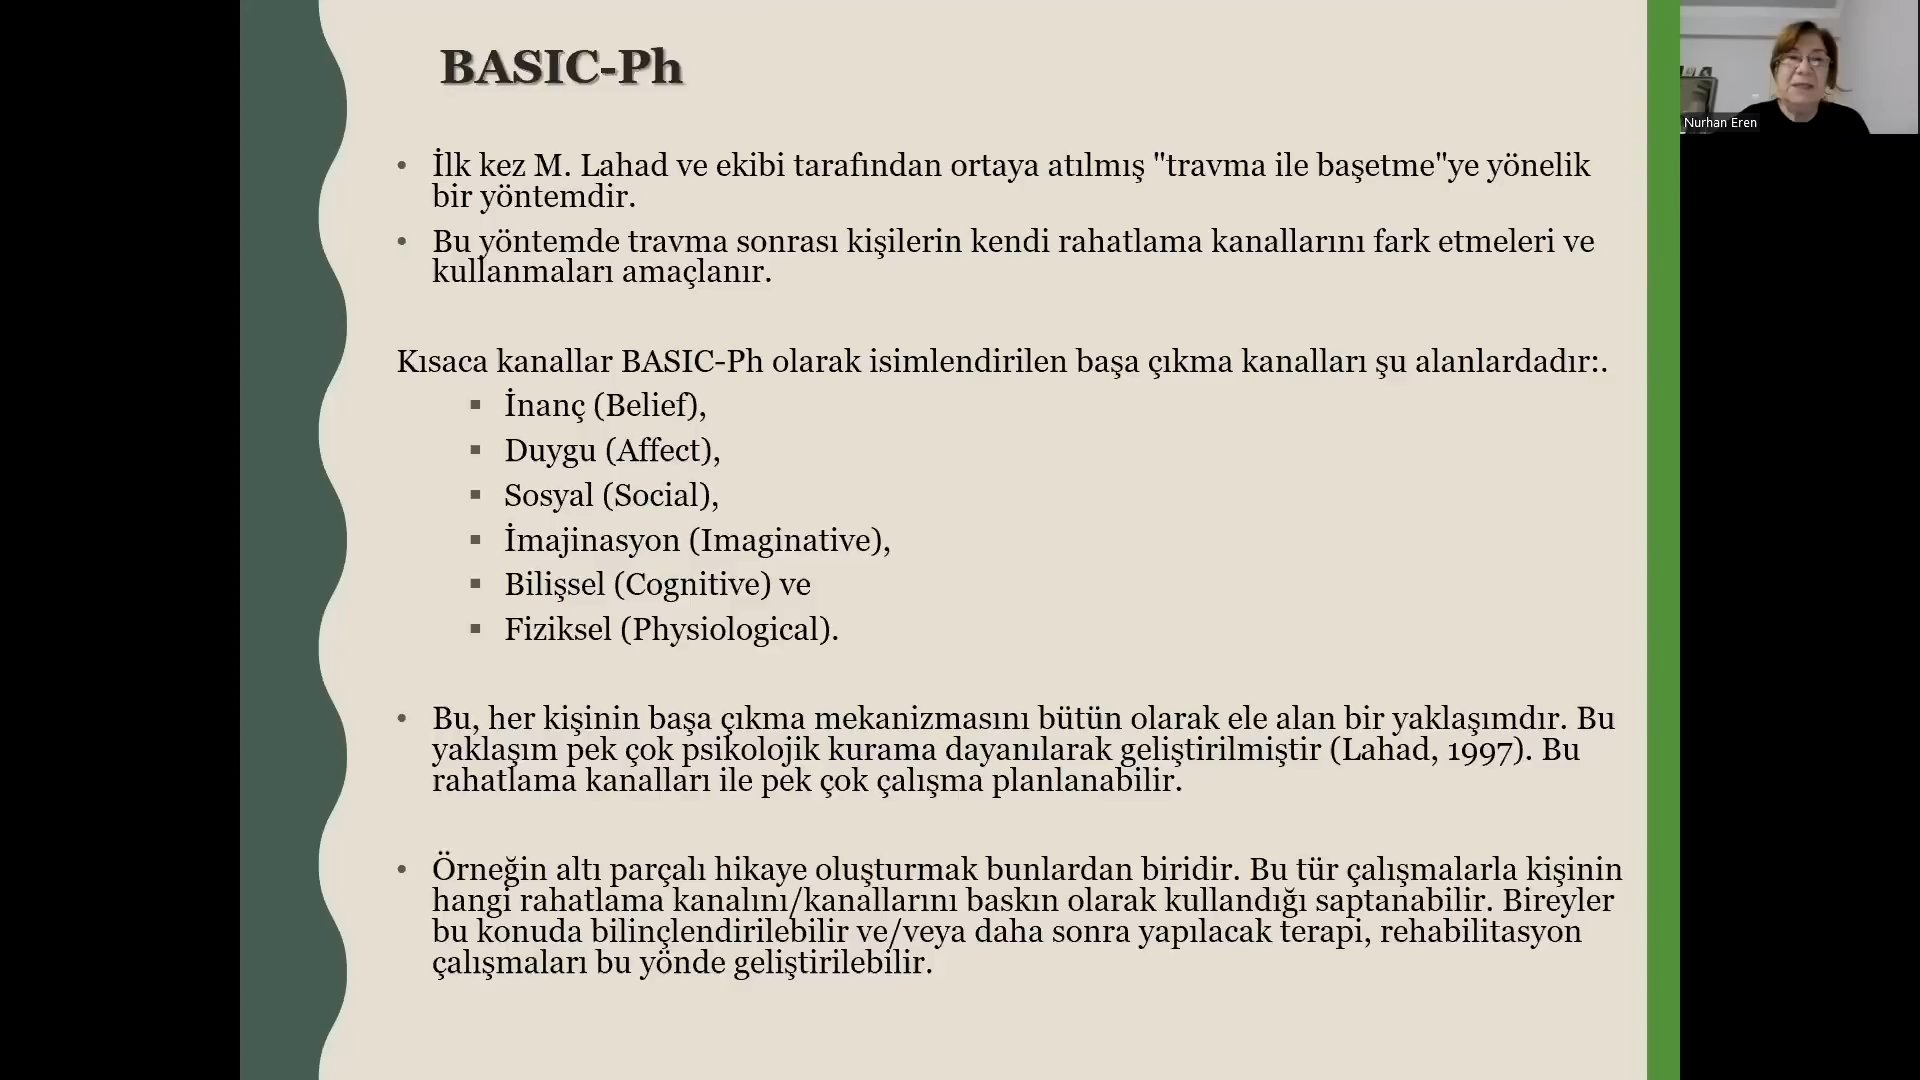 BASIC-Ph
Nurhan Eren
• İlk kez M. Lahad ve ekibi tarafından ortaya atılmış "travma ile başetme"ye yönelik
bir yöntemdir.
• Bu yöntemde travma sonrası kişilerin kendi rahatlama kanallarını fark etmeleri ve
kullanmaları amaçlanır.
Kısaca kanallar BASIC-Ph olarak isimlendirilen başa çıkma kanalları şu alanlardadır:.
▪ İnanç (Belief),
▪ Duygu (Affect),
▪ Sosyal (Social),
▪ İmajinasyon (Imaginative),
▪ Bilişsel (Cognitive) ve
▪ Fiziksel (Physiological).
• Bu, her kişinin başa çıkma mekanizmasını bütün olarak ele alan bir yaklaşımdır. Bu
yaklaşım pek çok psikolojik kurama dayanılarak geliştirilmiştir (Lahad, 1997). Bu
rahatlama kanalları ile pek çok çalışma planlanabilir.
• Örneğin altı parçalı hikaye oluşturmak bunlardan biridir. Bu tür çalışmalarla kişinin
hangi rahatlama kanalını/kanallarını baskın olarak kullandığı saptanabilir. Bireyler
bu konuda bilinçlendirilebilir ve/veya daha sonra yapılacak terapi, rehabilitasyon
çalışmaları bu yönde geliştirilebilir.